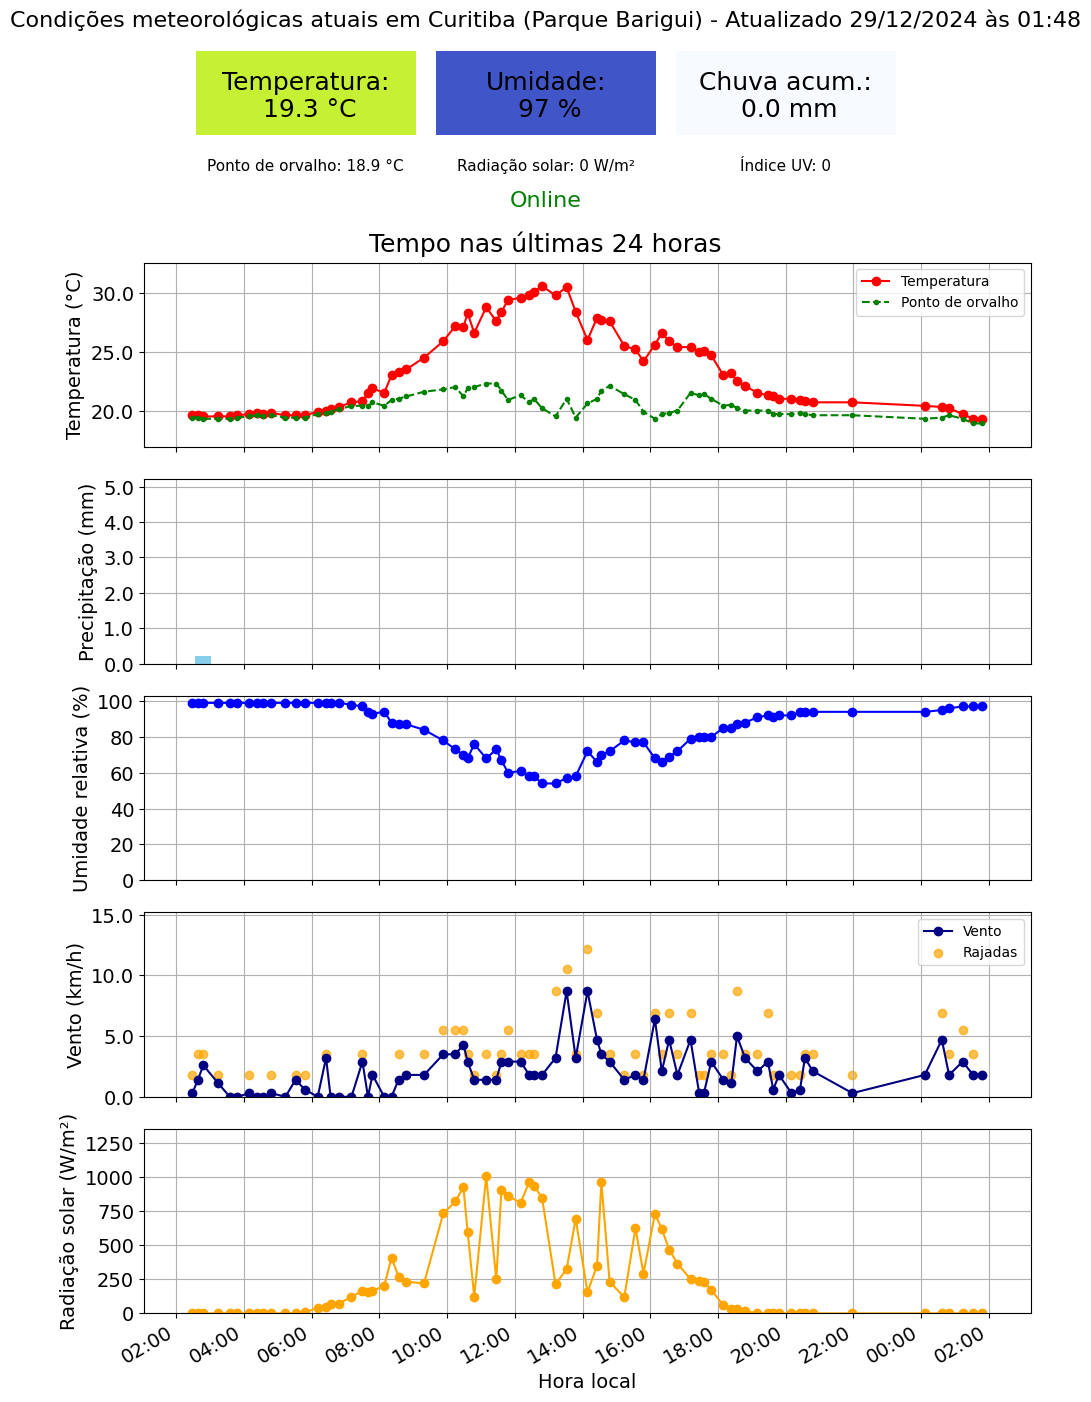 Condições meteorológicas atuais em Curitiba (Parque Barigui) - Atualizado 29/12/2024 às 01:48
Temperatura:
19.3 °C
Umidade:
97 %
Chuva acum.:
0.0 mm
Ponto de orvalho: 18.9 °C
Radiação solar: 0 W/m²
Índice UV: 0
Online
Tempo nas últimas 24 horas
Temperatura (°C)
30.0
25.0
20.0
Temperatura
Ponto de orvalho
Precipitação (mm)
5.0
4.0
3.0
2.0
1.0
0.0
Umidade relativa (%)
100
80
60
40
20
0
Vento (km/h)
15.0
10.0
5.0
0.0
Vento
Rajadas
Radiação solar (W/m²)
1250
1000
750
500
250
0
02:00
04:00
06:00
08:00
10:00
12:00
14:00
16:00
18:00
20:00
22:00
00:00
02:00
Hora local